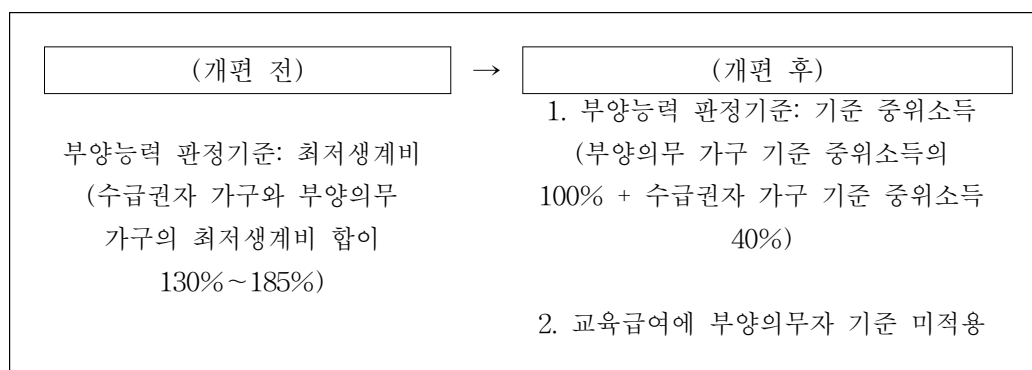 (개편 전)
→
(개편 후)
부양능력 판정기준: 최저생계비
(수급권자 가구와 부양의무
가구의 최저생계비 합이
130%~185%)
1. 부양능력 판정기준: 기준 중위소득
(부양의무 가구 기준 중위소득의
100% + 수급권자 가구 기준 중위소득
40%)
2. 교육급여에 부양의무자 기준 미적용